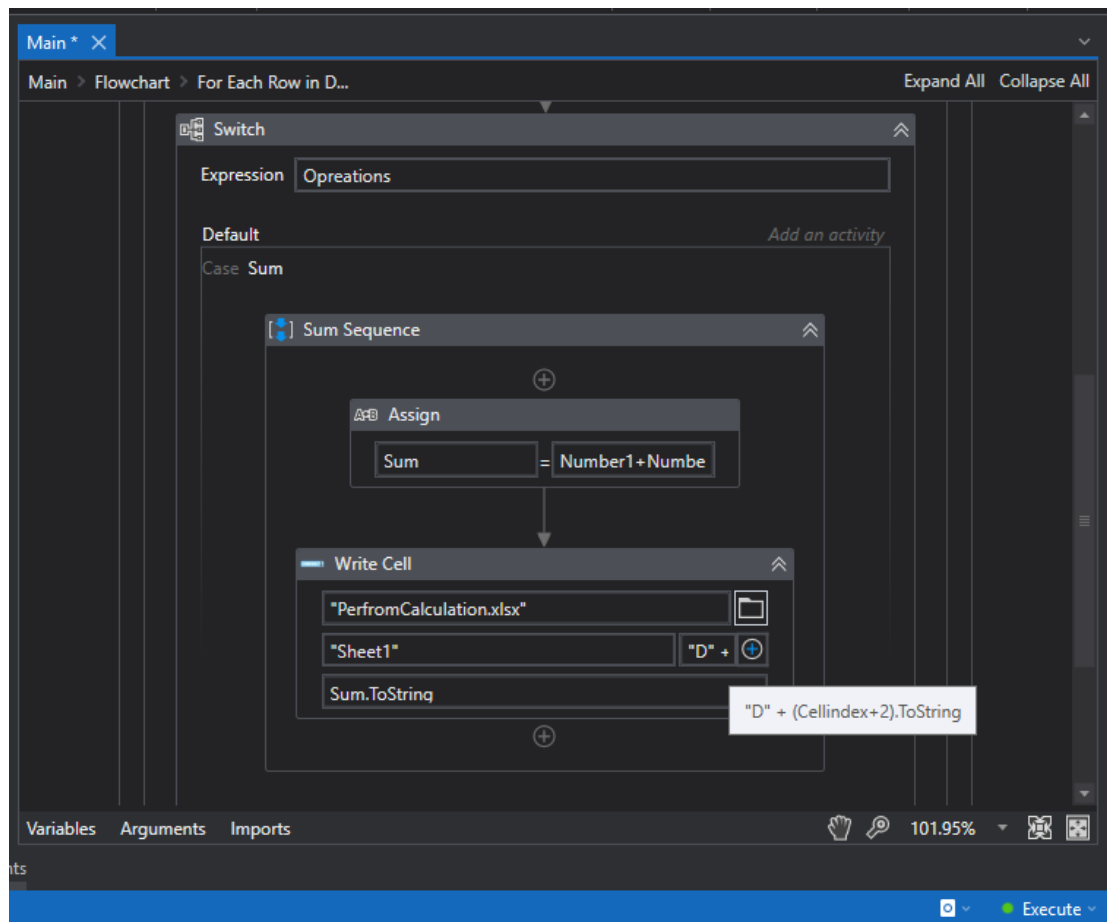 Main *
Main > Flowchart > For Each Row in D... Expand All Collapse All
Switch
Expression Opreations
Default Add an activity
Case Sum
Sum Sequence
Assign
Sum = Number1+Numbe
Write Cell
"PerfromCalculation.xlsx"
"Sheet1" "D" +
Sum.ToString
"D" + (Cellindex+2).ToString
Variables Arguments Imports 101.95%
nts
Execute